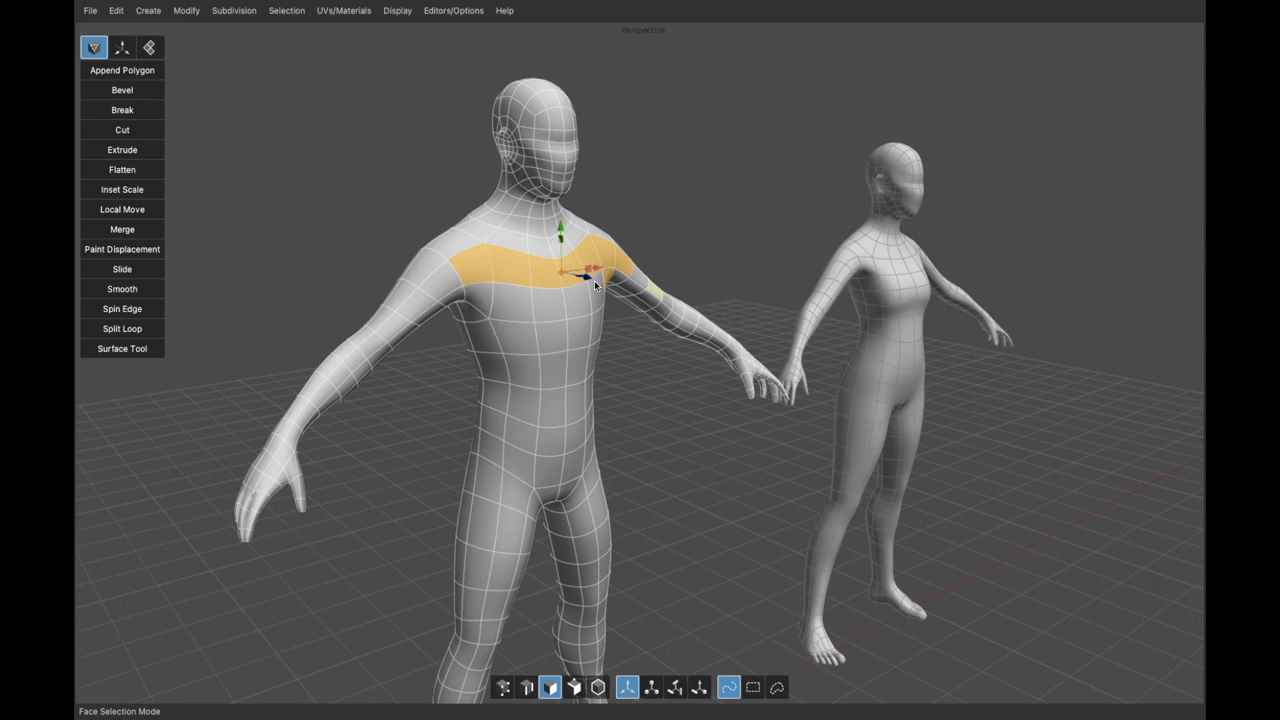 File Edit Create Modify Subdivision Selection UVs/Materials Display Editors/Options Help
Perspective
Append Polygon
Bevel
Break
Cut
Extrude
Flatten
Inset Scale
Local Move
Merge
Paint Displacement
Slide
Smooth
Spin Edge
Split Loop
Surface Tool
Face Selection Mode